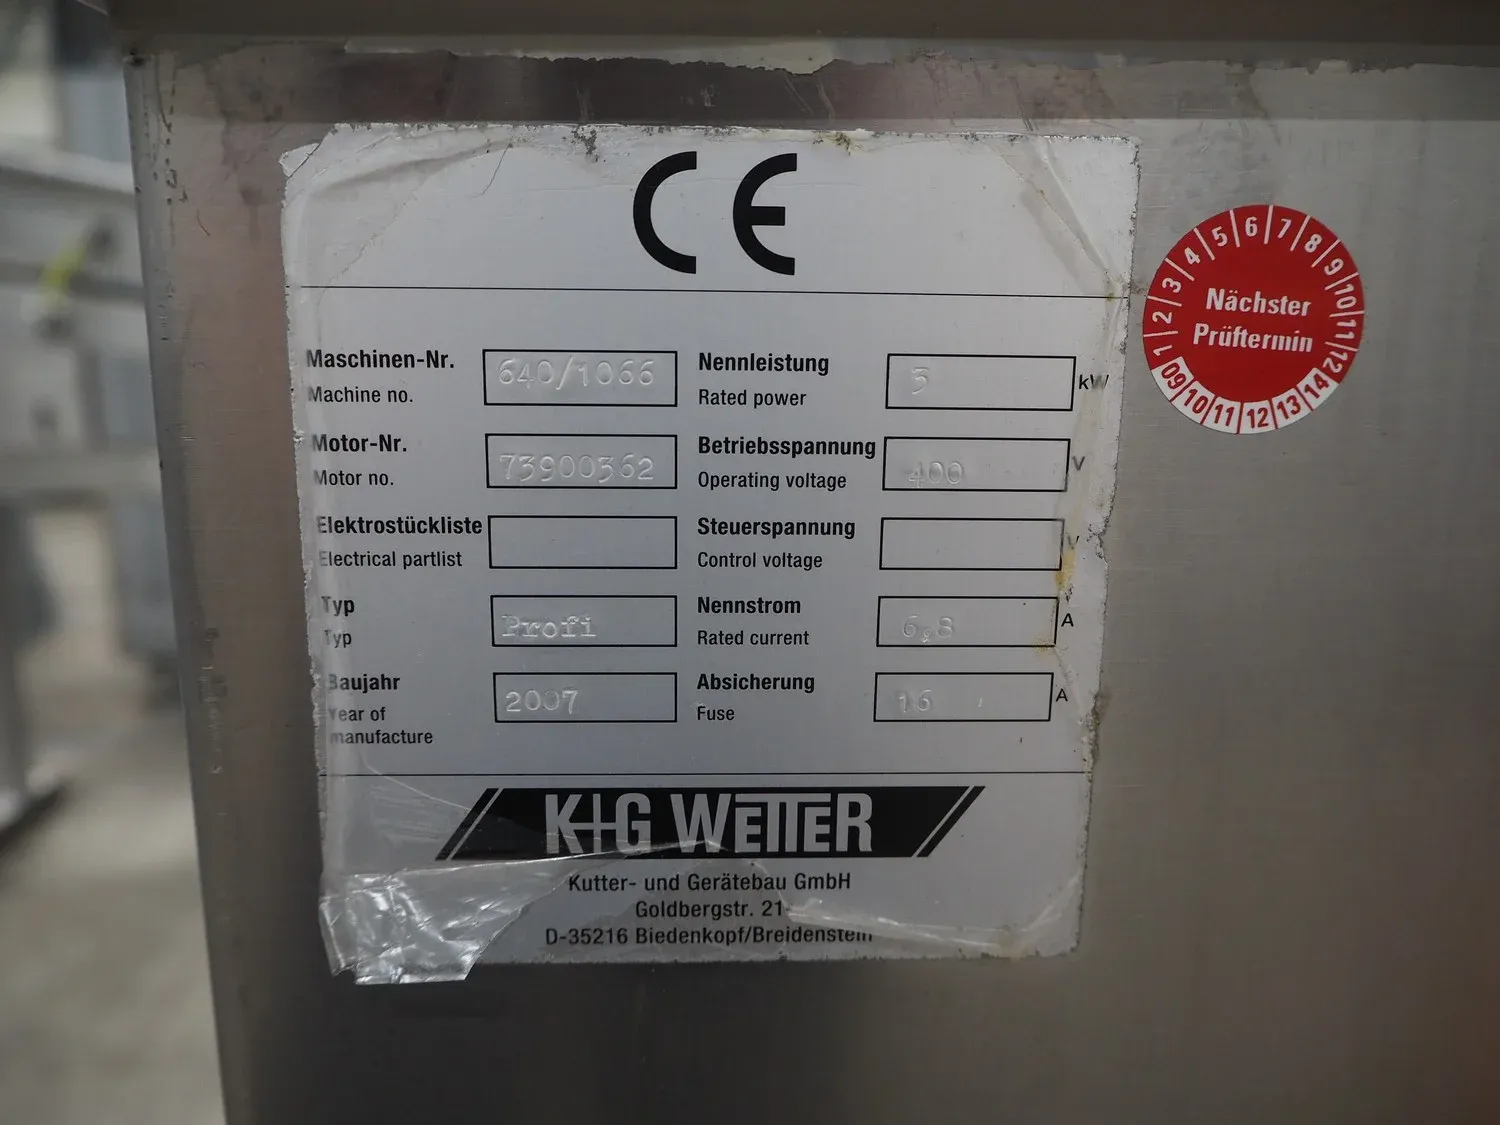 CE
Maschinen-Nr. 640/1066 Nennleistung 3 kW
Machine no. Rated power
Motor-Nr. 73900362 Betriebsspannung 400 V
Motor no. Operating voltage
Elektrostückliste Steuerspannung V
Electrical partlist Control voltage
Typ Profi Nennstrom 6,8 A
Typ Rated current
Baujahr 2007 Absicherung 16 A
Year of Fuse
manufacture
K+G WETTER
Kutter- und Gerätebau GmbH
Goldbergstr. 21
D-35216 Biedenkopf/Breidenstein
1 2 3 4 5 6 7 8 9 10 11 12
Nächster
Prüftermin
09 10 11 12 13 14